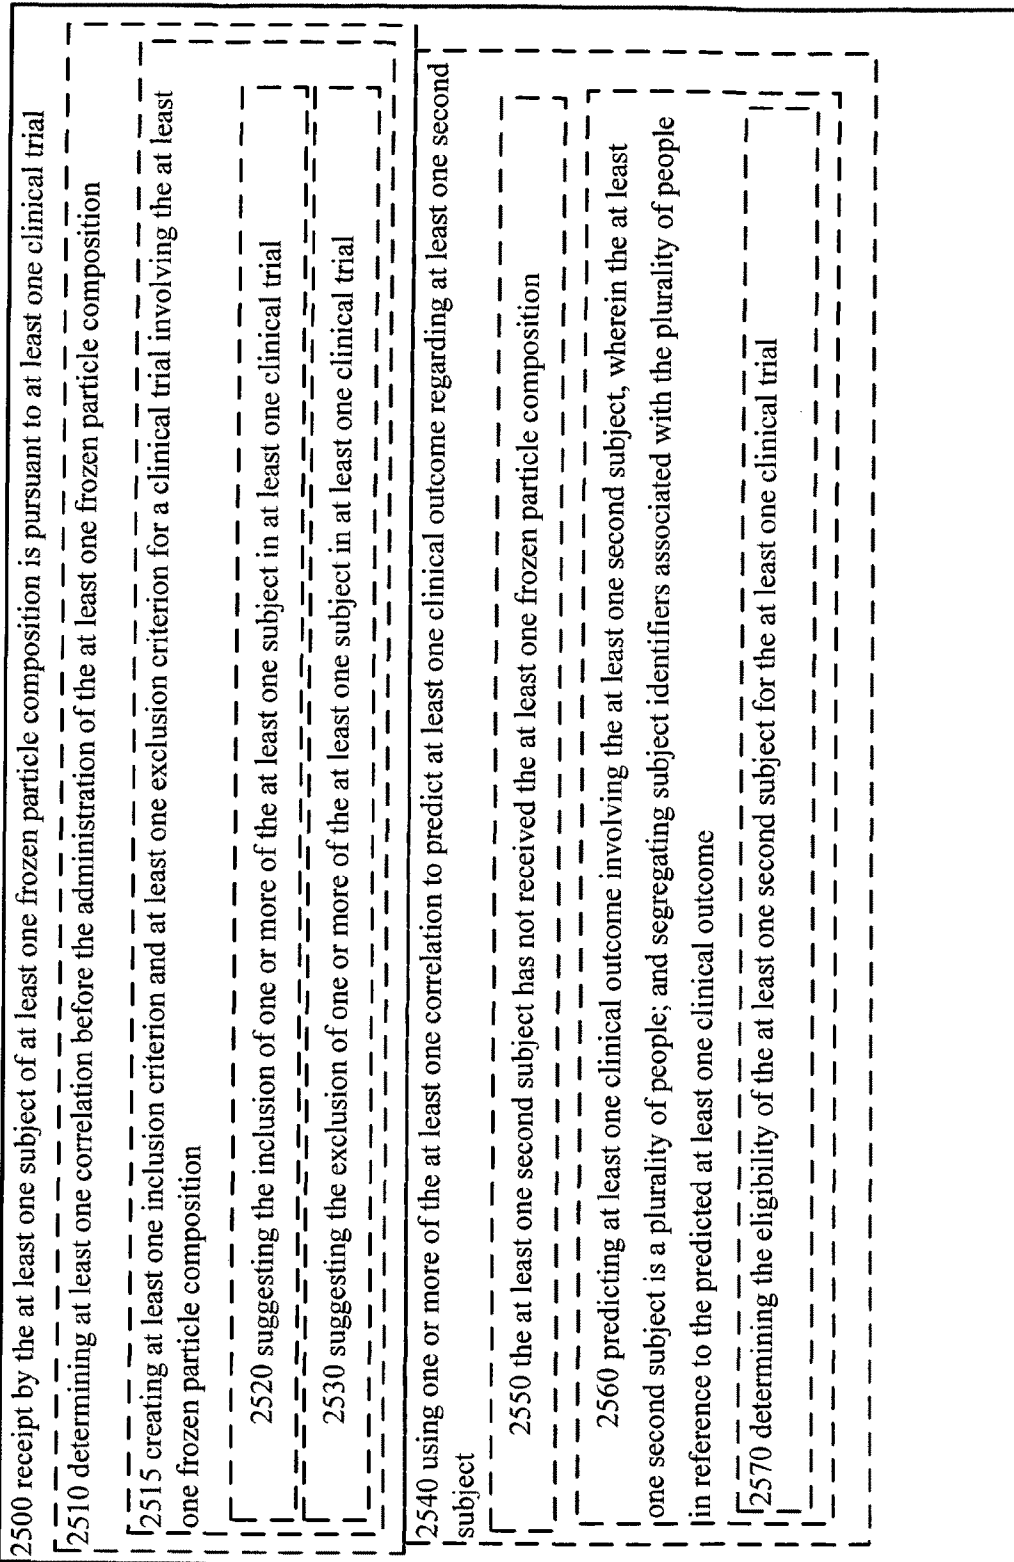 2500 receipt by the at least one subject of at least one frozen particle composition is pursuant to at least one clinical trial
2510 determining at least one correlation before the administration of the at least one frozen particle composition
2515 creating at least one inclusion criterion and at least one exclusion criterion for a clinical trial involving the at least
one frozen particle composition
2520 suggesting the inclusion of one or more of the at least one subject in at least one clinical trial
2530 suggesting the exclusion of one or more of the at least one subject in at least one clinical trial
2540 using one or more of the at least one correlation to predict at least one clinical outcome regarding at least one second
subject
2550 the at least one second subject has not received the at least one frozen particle composition
2560 predicting at least one clinical outcome involving the at least one second subject, wherein the at least
one second subject is a plurality of people; and segregating subject identifiers associated with the plurality of people
in reference to the predicted at least one clinical outcome
2570 determining the eligibility of the at least one second subject for the at least one clinical trial